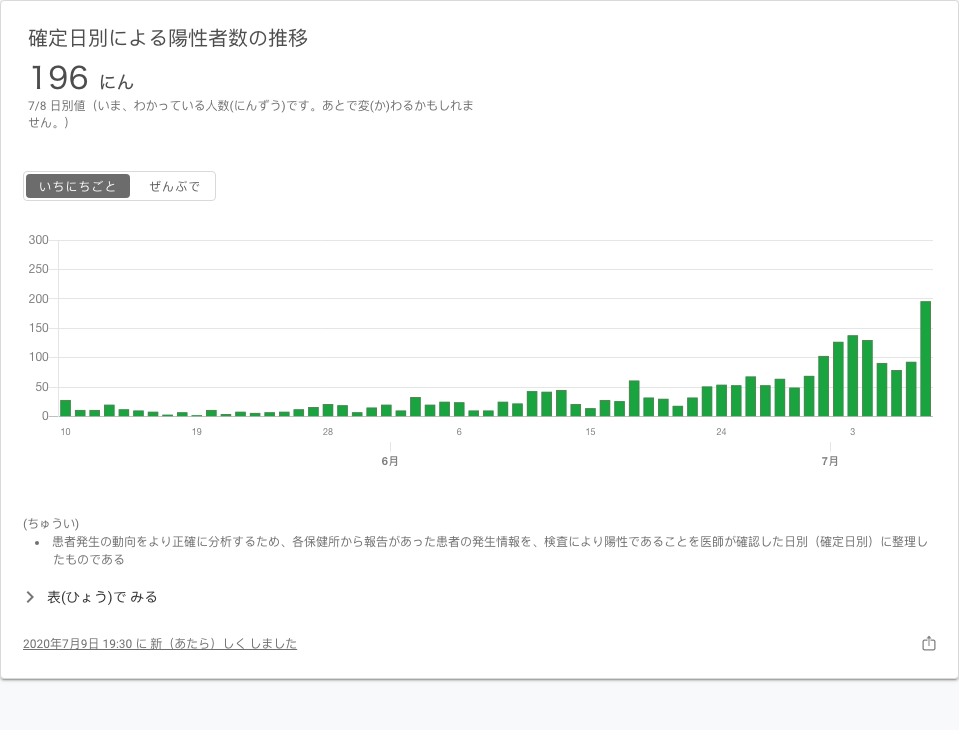 確定日別による陽性者数の推移
196 にん
7/8 日別値（いま、わかっている人数(にんずう)です。あとで変(か)わるかもしれま
せん。）
いちにちごと ぜんぶで
300
250
200
150
100
50
0
10 19 28 6 15 24 3
6月 7月
(ちゅうい)
• 患者発生の動向をより正確に分析するため、各保健所から報告があった患者の発生情報を、検査により陽性であることを医師が確認した日別（確定日別）に整理し
たものである
表(ひょう)で みる
2020年7月9日 19:30 に 新（あたら）しく しました